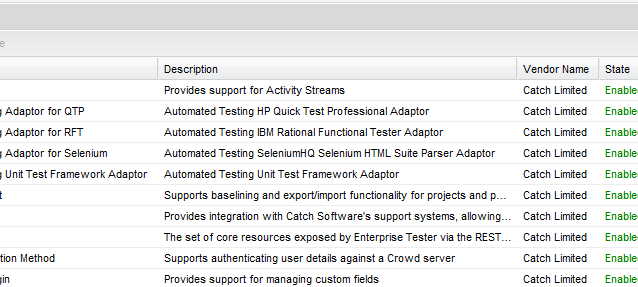 e
Description Vendor Name State
Provides support for Activity Streams Catch Limited Enable
g Adaptor for QTP Automated Testing HP Quick Test Professional Adaptor Catch Limited Enable
g Adaptor for RFT Automated Testing IBM Rational Functional Tester Adaptor Catch Limited Enable
g Adaptor for Selenium Automated Testing SeleniumHQ Selenium HTML Suite Parser Adaptor Catch Limited Enable
g Unit Test Framework Adaptor Automated Testing Unit Test Framework Adaptor Catch Limited Enable
t Supports baselining and export/import functionality for projects and p... Catch Limited Enable
Provides integration with Catch Software's support systems, allowing... Catch Limited Enable
The set of core resources exposed by Enterprise Tester via the REST... Catch Limited Enable
tion Method Supports authenticating user details against a Crowd server Catch Limited Enable
gin Provides support for managing custom fields Catch Limited Enable